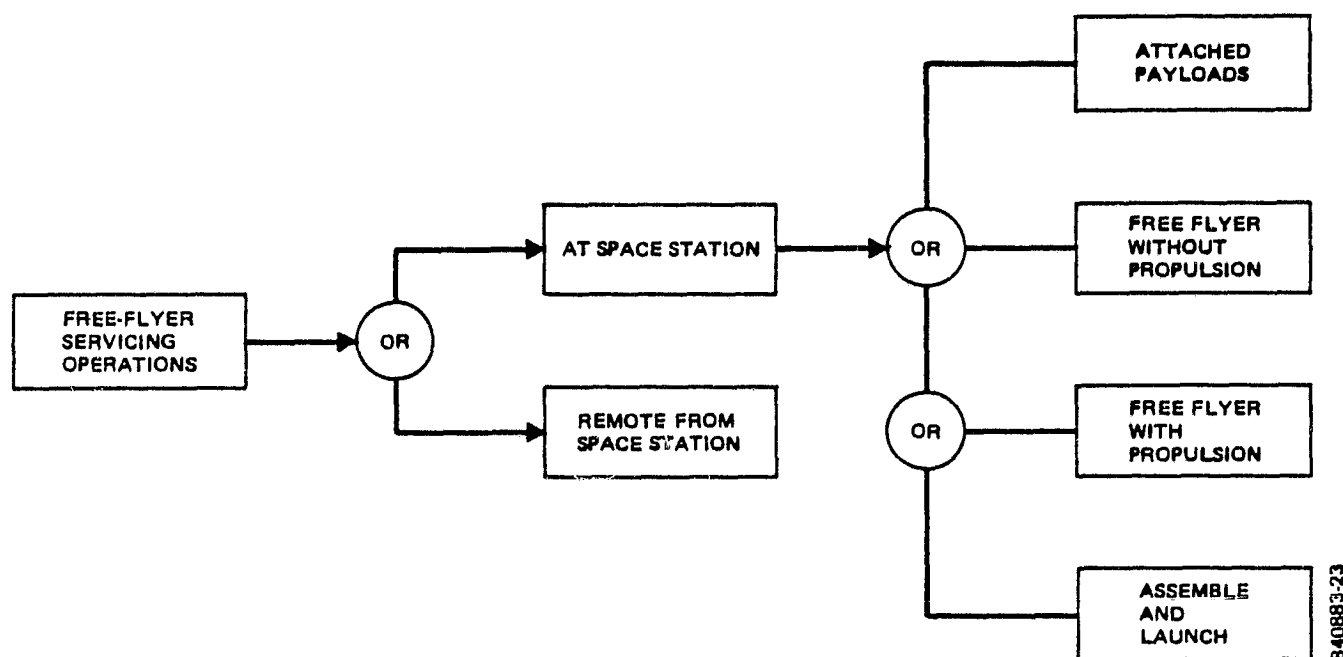 FREE-FLYER
SERVICING
OPERATIONS
OR
AT SPACE STATION
REMOTE FROM
SPACE STATION
OR
OR
ATTACHED
PAYLOADS
FREE FLYER
WITHOUT
PROPULSION
FREE FLYER
WITH
PROPULSION
ASSEMBLE
AND
LAUNCH
840883-23